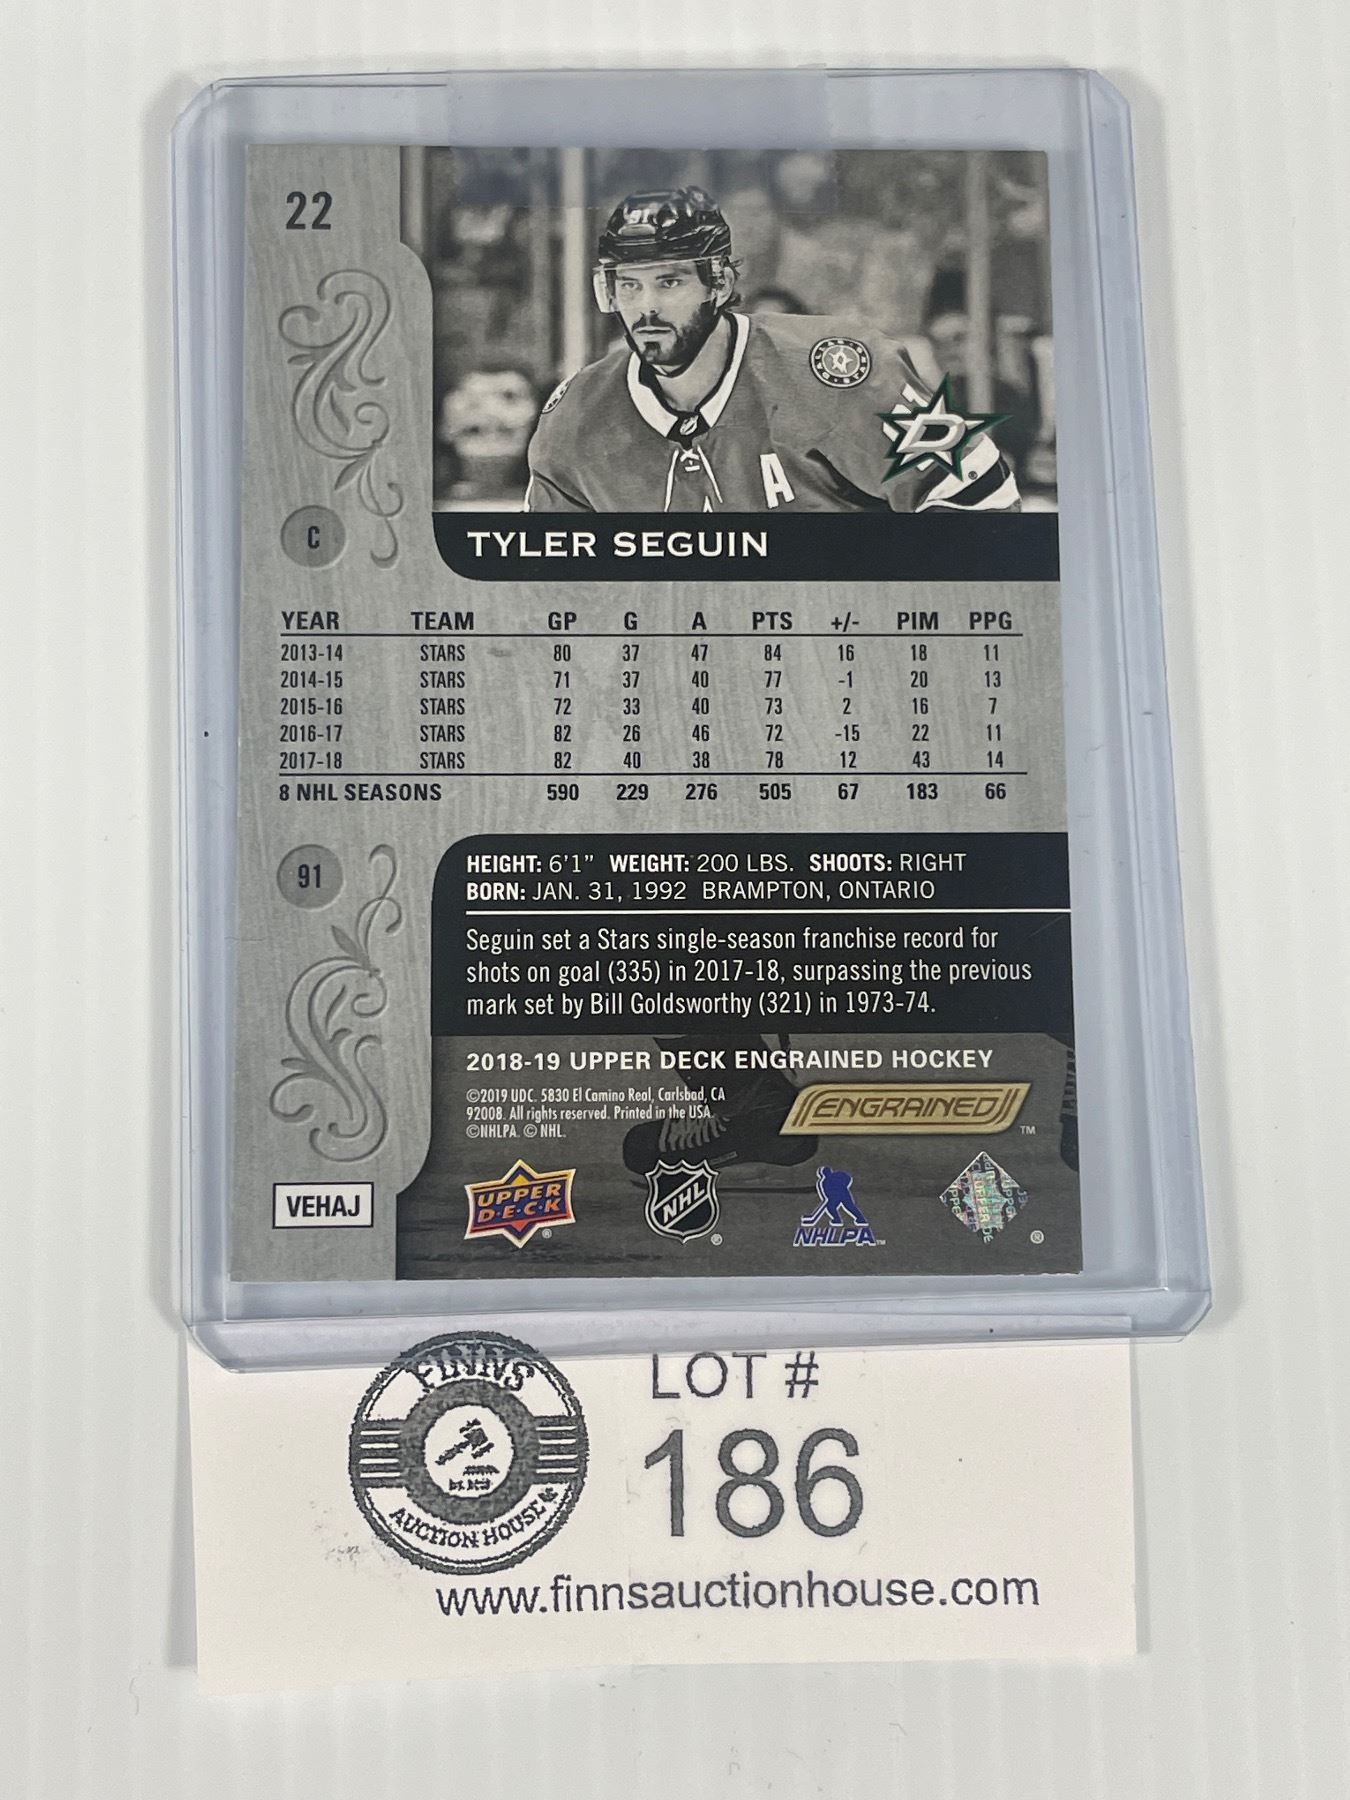 22
91
DALLAS STARS
A
D
®
C
TYLER SEGUIN
YEAR TEAM GP G A PTS +/- PIM PPG
2013-14 STARS 80 37 47 84 16 18 11
2014-15 STARS 71 37 40 77 -1 20 13
2015-16 STARS 72 33 40 73 2 16 7
2016-17 STARS 82 26 46 72 -15 22 11
2017-18 STARS 82 40 38 78 12 43 14
8 NHL SEASONS 590 229 276 505 67 183 66
91
HEIGHT: 6'1" WEIGHT: 200 LBS. SHOOTS: RIGHT
BORN: JAN. 31, 1992 BRAMPTON, ONTARIO
Seguin set a Stars single-season franchise record for
shots on goal (335) in 2017-18, surpassing the previous
mark set by Bill Goldsworthy (321) in 1973-74.
2018-19 UPPER DECK ENGRAINED HOCKEY
©2019 UDC. 5830 El Camino Real, Carlsbad, CA
92008. All rights reserved. Printed in the USA.
©NHLPA. © NHL.
ENGRAINED
TM
VEHAJ
UPPER
D•E•C•K
®
NHL
®
NHLPA
TM
®
FINNS
AUCTION HOUSE
LOT #
186
www.finnsauctionhouse.com